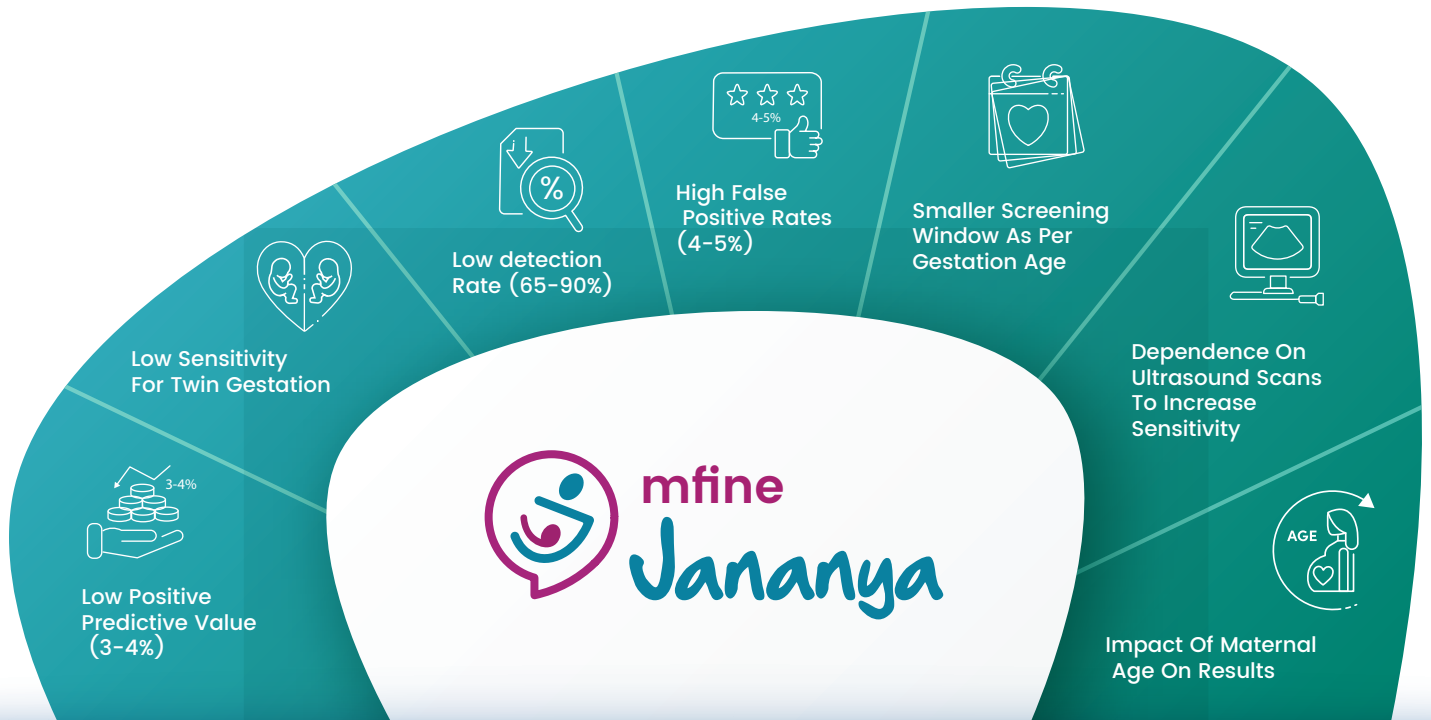 3-4%
Low Positive
Predictive Value
(3-4%)
Low Sensitivity
For Twin Gestation
%
Low detection
Rate (65-90%)
4-5%
High False
Positive Rates
(4-5%)
Smaller Screening
Window As Per
Gestation Age
Dependence On
Ultrasound Scans
To Increase
Sensitivity
AGE
Impact Of Maternal
Age On Results
mfine
Jananya